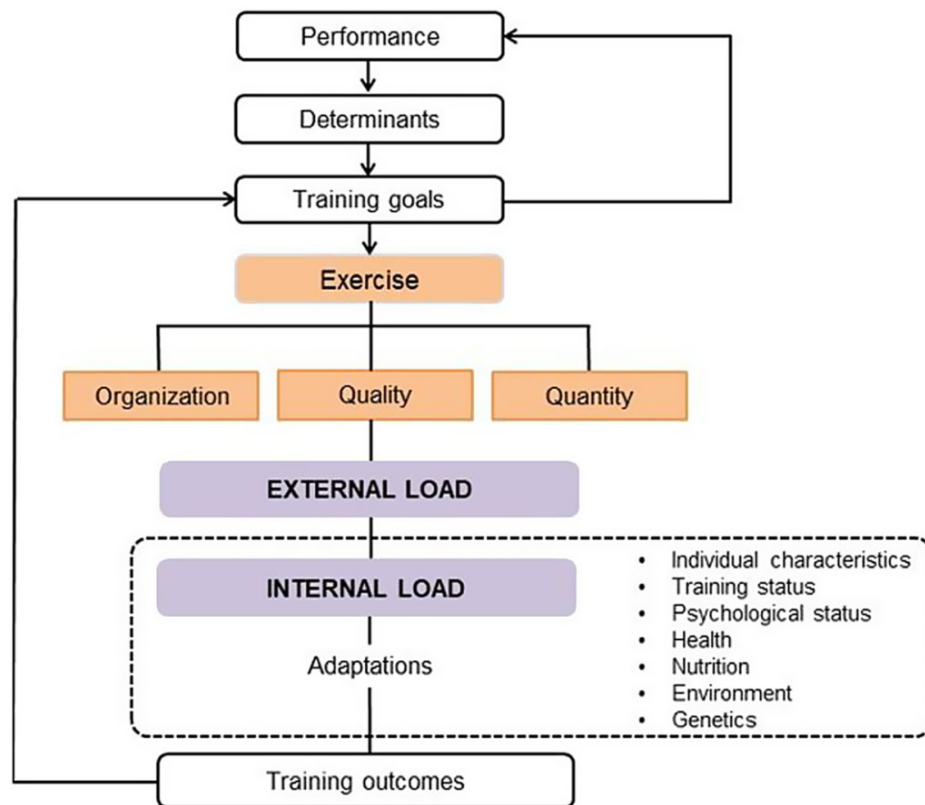 Performance
Determinants
Training goals
Exercise
Organization
Quality
Quantity
EXTERNAL LOAD
INTERNAL LOAD
Adaptations
• Individual characteristics
• Training status
• Psychological status
• Health
• Nutrition
• Environment
• Genetics
Training outcomes